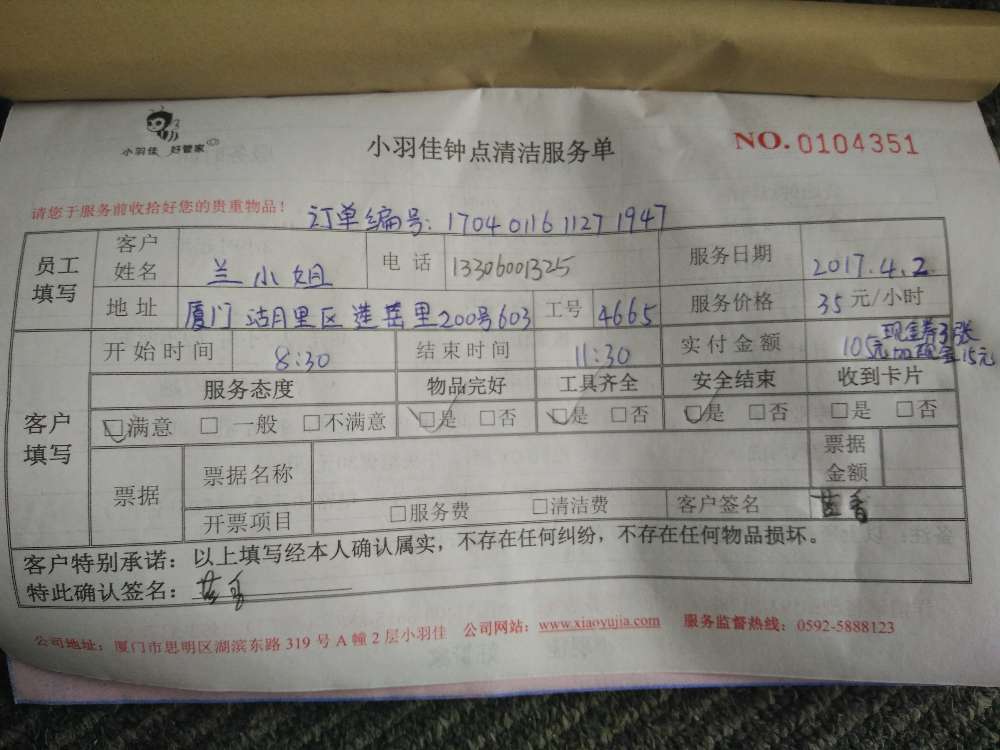 小羽佳 好管家
小羽佳钟点清洁服务单
NO. 0104351
请您于服务前收拾好您的贵重物品!
订单编号: 1704 0116 1127 1947
员工填写 客户姓名 兰小姐 电话 13306001325 服务日期 2017.4.2
地址 厦门 湖里区 莲岳里200号603 工号 4665 服务价格 35 元/小时
客户填写 开始时间 8:30 结束时间 11:30 实付金额 105元 现金券3张 加现金15元
服务态度 物品完好 工具齐全 安全结束 收到卡片
☑满意 □ 一般 □不满意 ☑是 □否 ☑是 □否 ☑是 □否 □是 □否
票据 票据名称 票据金额
开票项目 □服务费 □清洁费 客户签名
客户特别承诺: 以上填写经本人确认属实,不存在任何纠纷,不存在任何物品损坏。
特此确认签名:
公司地址: 厦门市思明区湖滨东路 319 号 A 幢 2 层小羽佳 公司网站: www.xiaoyujia.com 服务监督热线: 0592-5888123